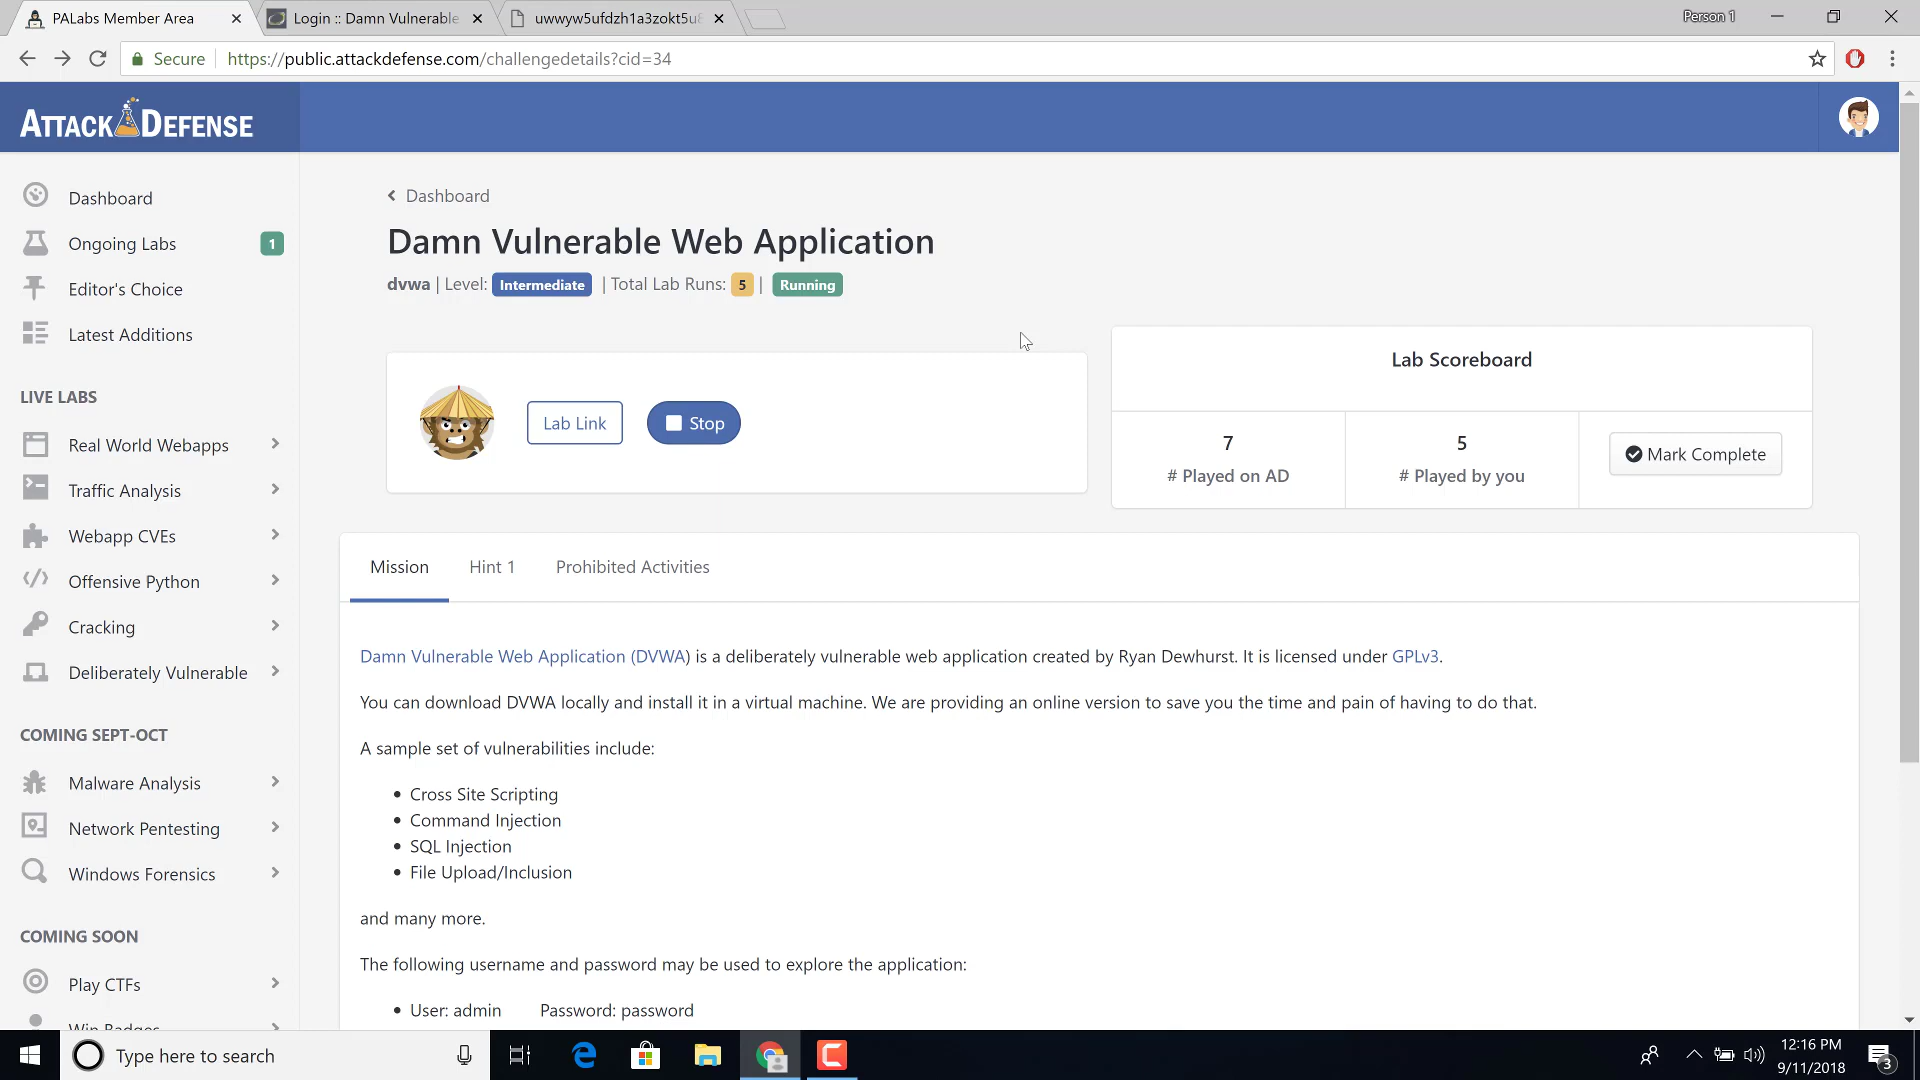 PALabs Member Area
Login :: Damn Vulnerable
uwwyw5ufdzh1a3zokt5u
Person 1
Secure
https://public.attackdefense.com/challengedetails?cid=34
ATTACK DEFENSE
Dashboard
Ongoing Labs 1
Editor's Choice
Latest Additions
LIVE LABS
Real World Webapps
Traffic Analysis
Webapp CVEs
Offensive Python
Cracking
Deliberately Vulnerable
COMING SEPT-OCT
Malware Analysis
Network Pentesting
Windows Forensics
COMING SOON
Play CTFs
Win Badges
Dashboard
Damn Vulnerable Web Application
dvwa | Level: Intermediate | Total Lab Runs: 5 | Running
Lab Link
Stop
Lab Scoreboard
7
# Played on AD
5
# Played by you
Mark Complete
Mission
Hint 1
Prohibited Activities
Damn Vulnerable Web Application (DVWA) is a deliberately vulnerable web application created by Ryan Dewhurst. It is licensed under GPLv3.
You can download DVWA locally and install it in a virtual machine. We are providing an online version to save you the time and pain of having to do that.
A sample set of vulnerabilities include:
• Cross Site Scripting
• Command Injection
• SQL Injection
• File Upload/Inclusion
and many more.
The following username and password may be used to explore the application:
• User: admin Password: password
Type here to search
12:16 PM
9/11/2018
3